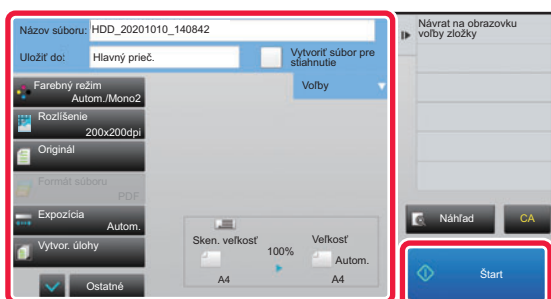 Názov súboru: HDD_20201010_140842
Uložiť do: Hlavný prieč.
Vytvoriť súbor pre
stiahnutie
Farebný režim
Autom./Mono2
Voľby
Rozlíšenie
200x200dpi
Originál
Formát súboru
PDF
Expozícia
Autom.
Vytvor. úlohy
Ostatné
Sken. veľkosť
100%
Veľkosť
Autom.
A4
A4
Návrat na obrazovku
voľby zložky
Náhľad
CA
Štart